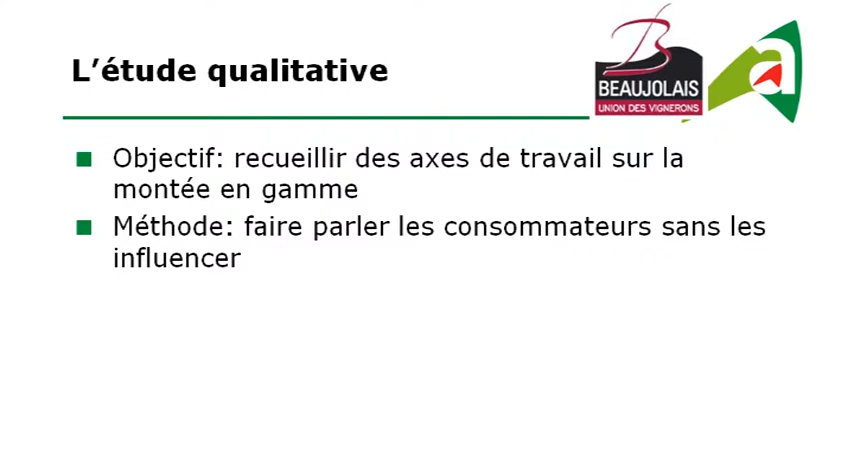 L’étude qualitative
BEAUJOLAIS
UNION DES VIGNERONS
a
■ Objectif: recueillir des axes de travail sur la
montée en gamme
■ Méthode: faire parler les consommateurs sans les
influencer